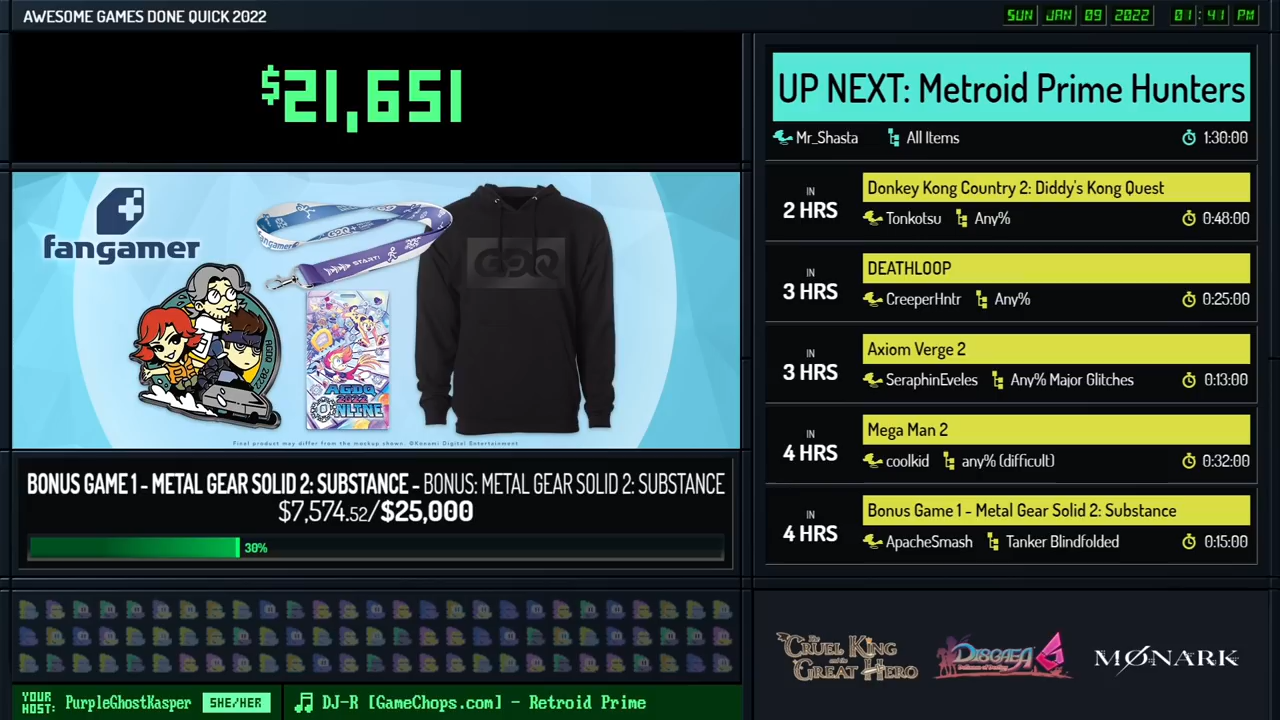 AWESOME GAMES DONE QUICK 2022
SUN JAN 09 2022 01:41 PM
$21,651
fangamer
fangamer
GDQ+
START!
GDQ
AGDQ 2022
AGDQ
2022
ONLINE
Final product may differ from the mockup shown. ©Konami Digital Entertainment
BONUS GAME 1 - METAL GEAR SOLID 2: SUBSTANCE - BONUS: METAL GEAR SOLID 2: SUBSTANCE
$7,574.52/$25,000
30%
YOUR HOST: PurpleGhostKasper SHE/HER
DJ-R [GameChops.com] - Retroid Prime
UP NEXT: Metroid Prime Hunters
Mr_Shasta All Items 1:30:00
IN 2 HRS
Donkey Kong Country 2: Diddy's Kong Quest
Tonkotsu Any% 0:48:00
IN 3 HRS
DEATHLOOP
CreeperHntr Any% 0:25:00
IN 3 HRS
Axiom Verge 2
SeraphinEveles Any% Major Glitches 0:13:00
IN 4 HRS
Mega Man 2
coolkid any% (difficult) 0:32:00
IN 4 HRS
Bonus Game 1 - Metal Gear Solid 2: Substance
ApacheSmash Tanker Blindfolded 0:15:00
The
CRUEL KING
and the
GREAT HERO
DISGAEA 6
MONARK